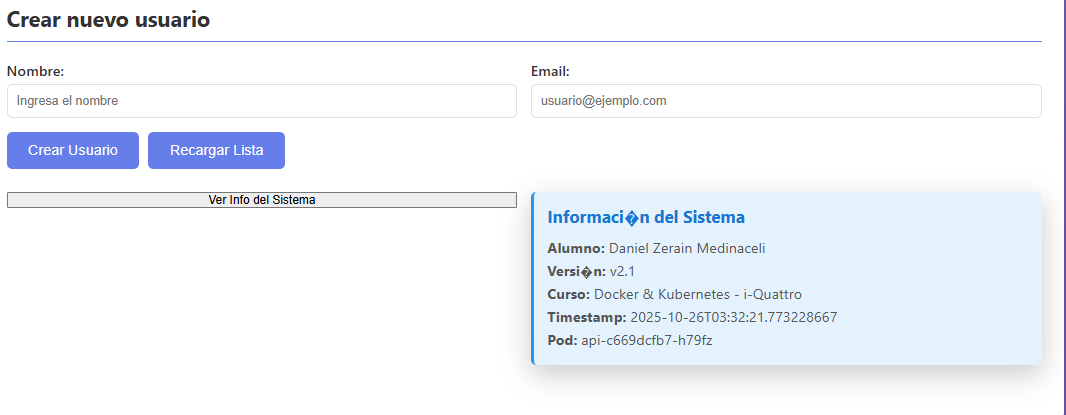 Crear nuevo usuario
Nombre:
Email:
Ingresa el nombre
usuario@ejemplo.com
Crear Usuario
Recargar Lista
Ver Info del Sistema
Informaci�n del Sistema
Alumno: Daniel Zerain Medinaceli
Versi�n: v2.1
Curso: Docker & Kubernetes - i-Quattro
Timestamp: 2025-10-26T03:32:21.773228667
Pod: api-c669dcfb7-h79fz